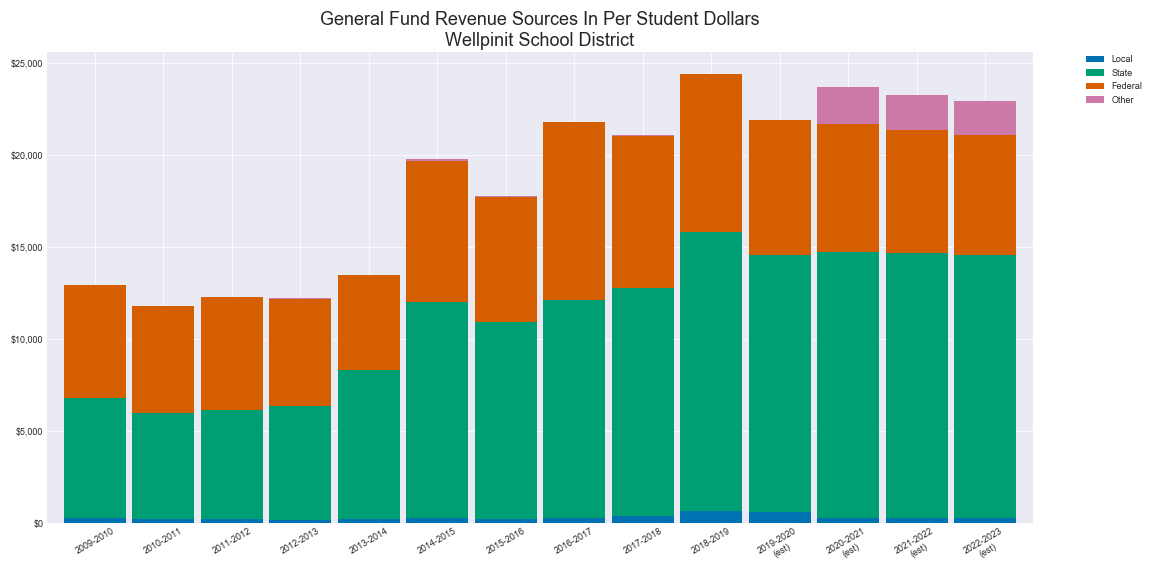 General Fund Revenue Sources In Per Student Dollars
Wellpinit School District
Local
State
Federal
Other
$25,000
$20,000
$15,000
$10,000
$5,000
$0
2009-2010
2010-2011
2011-2012
2012-2013
2013-2014
2014-2015
2015-2016
2016-2017
2017-2018
2018-2019
2019-2020
(est)
2020-2021
(est)
2021-2022
(est)
2022-2023
(est)